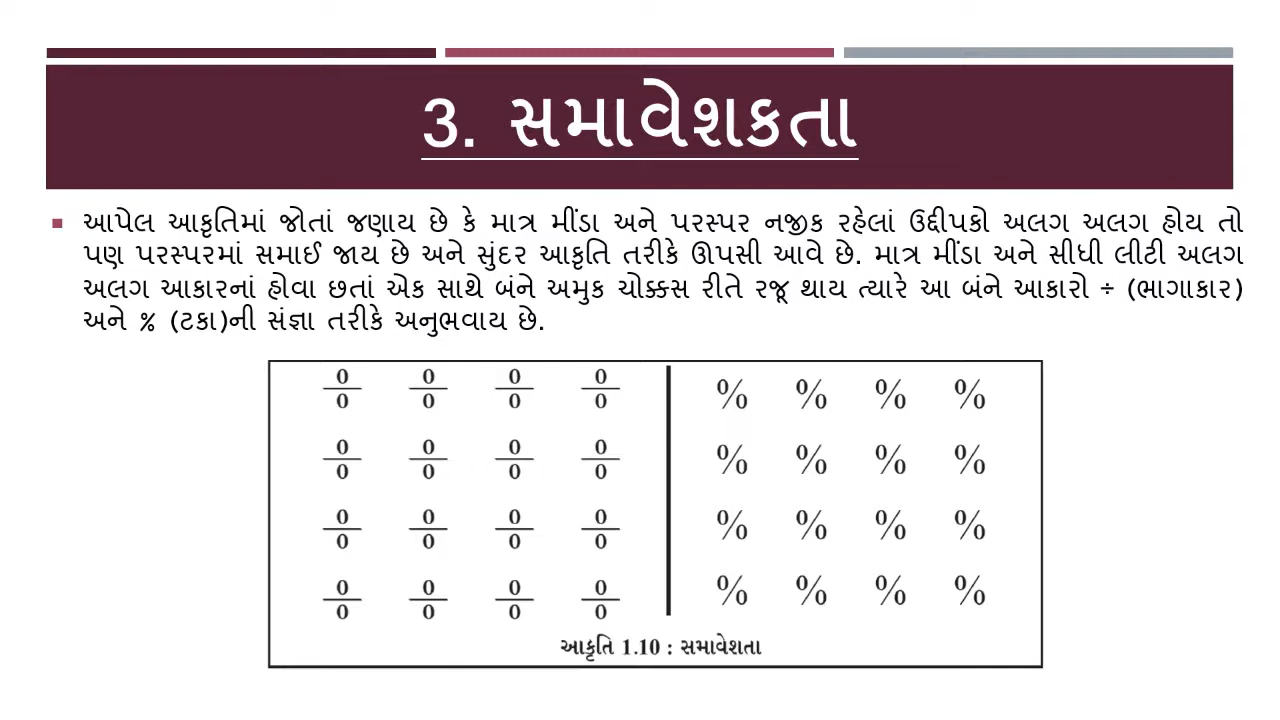 3. સમાવેશકતા
▪ આપેલ આકૃતિમાં જોતાં જણાય છે કે માત્ર મીંડા અને પરસ્પર નજીક રહેલાં ઉદ્દીપકો અલગ અલગ હોય તો
પણ પરસ્પરમાં સમાઈ જાય છે અને સુંદર આકૃતિ તરીકે ઊપસી આવે છે. માત્ર મીંડા અને સીધી લીટી અલગ
અલગ આકારનાં હોવા છતાં એક સાથે બંને અમુક ચોક્કસ રીતે રજૂ થાય ત્યારે આ બંને આકારો ÷ (ભાગાકાર)
અને % (ટકા)ની સંજ્ઞા તરીકે અનુભવાય છે.
0 0 0 0
0 0 0 0
0 0 0 0
0 0 0 0
0 0 0 0
0 0 0 0
0 0 0 0
0 0 0 0
% % % %
% % % %
% % % %
% % % %
આકૃતિ 1.10 : સમાવેશતા